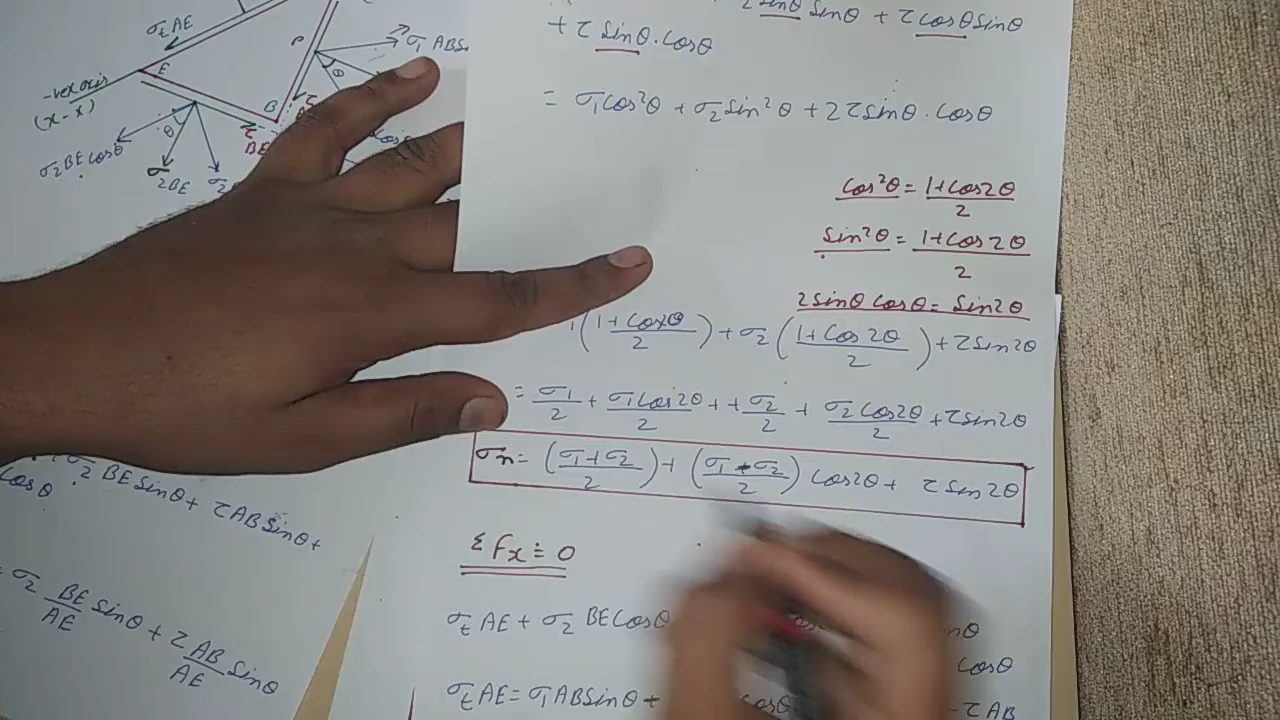 σt AE
-ve x axis
(x-x)
E
P
B
θ
σ1 ABS
θ
σ2 BE cosθ
σ2BE
σ2
τ
BE
sinθ sinθ + τ cosθ sinθ
+ τ sinθ.cosθ
= σ1 cos²θ + σ2 sin²θ + 2τ sinθ.cosθ
cos²θ = 1+cos2θ/2
sin²θ = 1+cos2θ/2
2sinθ cosθ = sin2θ
(1+cos2θ/2) + σ2 (1+cos2θ/2) + τ sin2θ
= σ1/2 + σ1 cos2θ/2 + + σ2/2 + σ2 cos2θ/2 + τ sin2θ
σn = (σ1+σ2/2) + (σ1-σ2/2) cos2θ + τ sin2θ
ΣFx = 0
σt AE + σ2 BE cosθ
cosθ
σt AE = σ1 AB sinθ +
cosθ
- τ AB
σ2 BE sinθ + τ AB sinθ +
cosθ
σ2 BE/AE sinθ + τ AB/AE sinθ